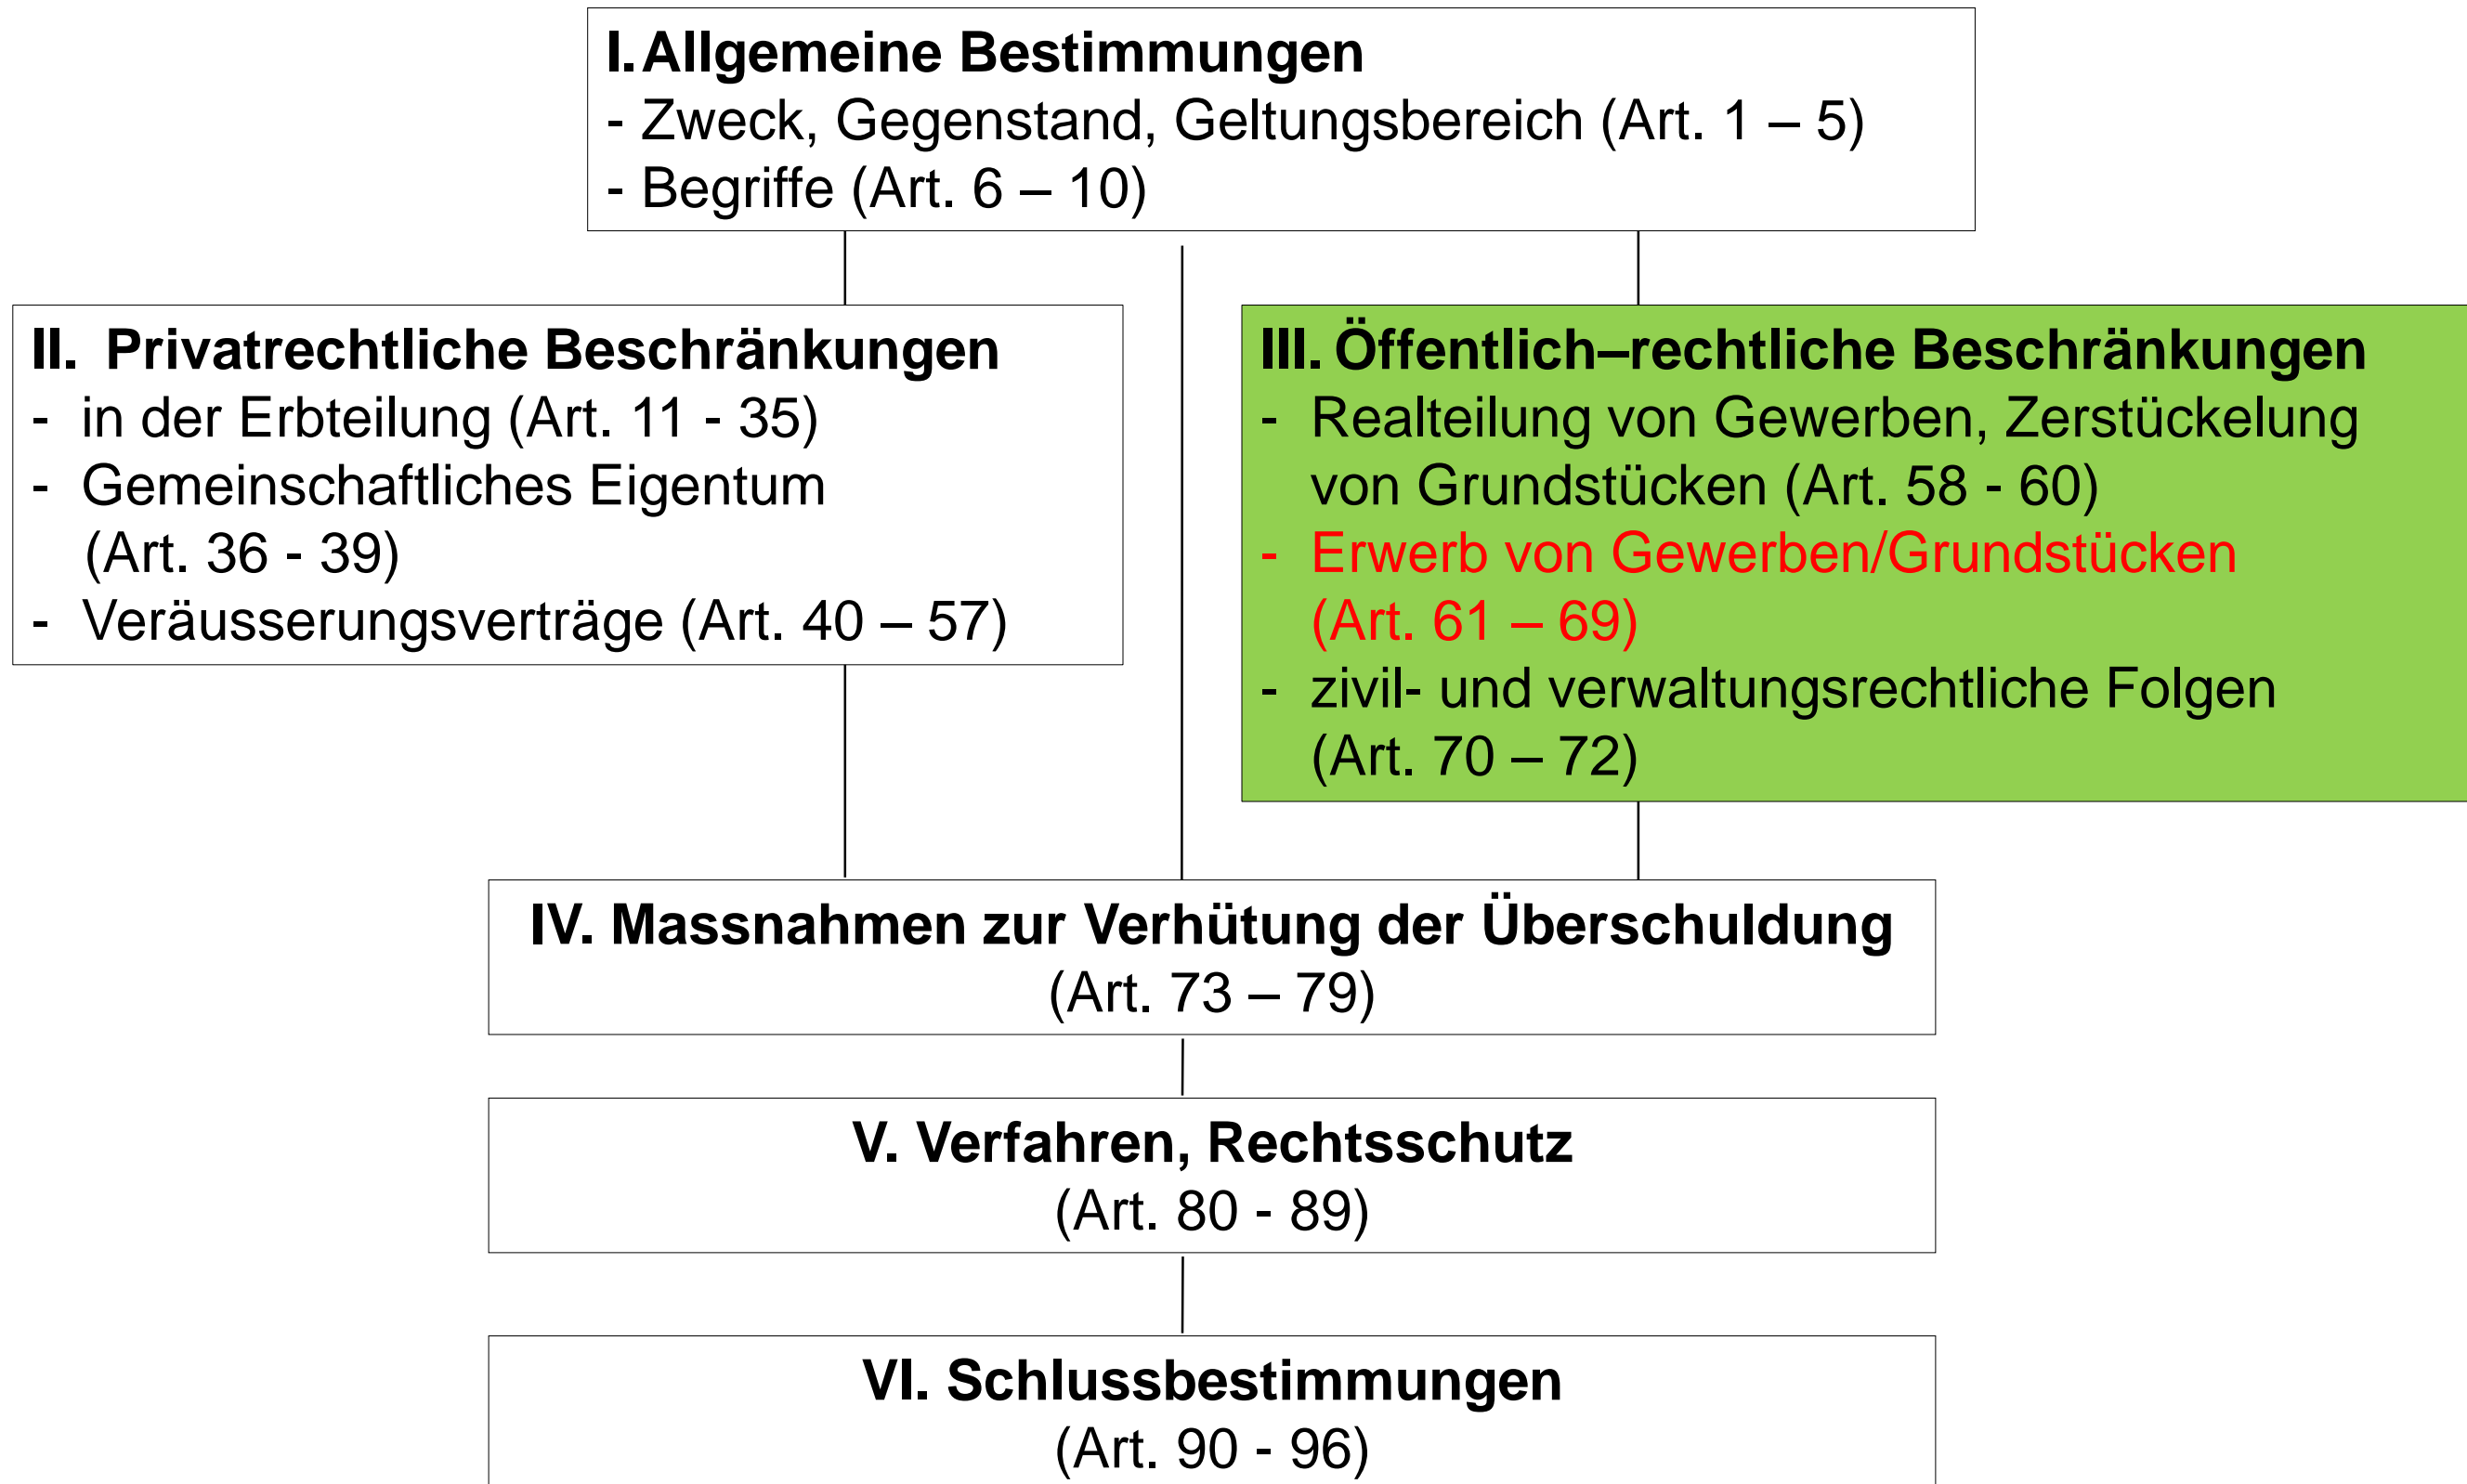 I. Allgemeine Bestimmungen
- Zweck, Gegenstand, Geltungsbereich (Art. 1 – 5)
- Begriffe (Art. 6 – 10)
II. Privatrechtliche Beschränkungen
- in der Erbteilung (Art. 11 - 35)
- Gemeinschaftliches Eigentum
(Art. 36 - 39)
- Veräusserungsverträge (Art. 40 – 57)
III. Öffentlich–rechtliche Beschränkungen
- Realteilung von Gewerben, Zerstückelung
von Grundstücken (Art. 58 - 60)
- Erwerb von Gewerben/Grundstücken
(Art. 61 – 69)
- zivil- und verwaltungsrechtliche Folgen
(Art. 70 – 72)
IV. Massnahmen zur Verhütung der Überschuldung
(Art. 73 – 79)
V. Verfahren, Rechtsschutz
(Art. 80 - 89)
VI. Schlussbestimmungen
(Art. 90 - 96)